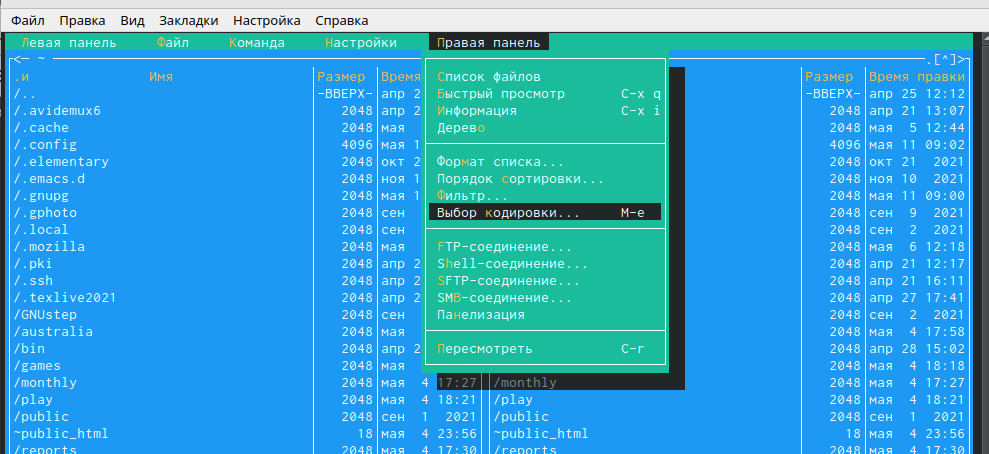 Файл Правка Вид Закладки Настройка Справка
Левая панель Файл Команда Настройки Правая панель
<— ~ .[^]>
.и Имя Размер Время Размер Время правки
/.. -ВВЕРХ- апр 2 Список файлов -ВВЕРХ- апр 25 12:12
/.avidemux6 2048 апр 2 Быстрый просмотр C-x q 2048 апр 21 13:07
/.cache 2048 мая Информация C-x i 2048 мая 5 12:44
/.config 4096 мая 1 Дерево 4096 мая 11 09:02
/.elementary 2048 окт 2 Формат списка... 2048 окт 21 2021
/.emacs.d 2048 ноя 1 Порядок сортировки... 2048 ноя 10 2021
/.gnupg 2048 мая 1 Фильтр... 2048 мая 11 09:00
/.gphoto 2048 сен Выбор кодировки... M-e 2048 сен 9 2021
/.local 2048 сен 2048 сен 2 2021
/.mozilla 2048 мая FTP-соединение... 2048 мая 6 12:18
/.pki 2048 апр 2 Shell-соединение... 2048 апр 21 12:17
/.ssh 2048 апр 2 SFTP-соединение... 2048 апр 21 16:11
/.texlive2021 2048 апр 2 SMB-соединение... 2048 апр 27 17:41
/GNUstep 2048 сен Панелизация 2048 сен 2 2021
/australia 2048 мая 2048 мая 4 17:58
/bin 2048 апр 2 Пересмотреть C-r 2048 апр 28 15:02
/games 2048 мая 2048 мая 4 18:18
/monthly 2048 мая 4 17:27 /monthly 2048 мая 4 17:27
/play 2048 мая 4 18:21 /play 2048 мая 4 18:21
/public 2048 сен 1 2021 /public 2048 сен 1 2021
~public_html 18 мая 4 23:56 ~public_html 18 мая 4 23:56
/reports 2048 мая 4 17:30 /reports 2048 мая 4 17:30